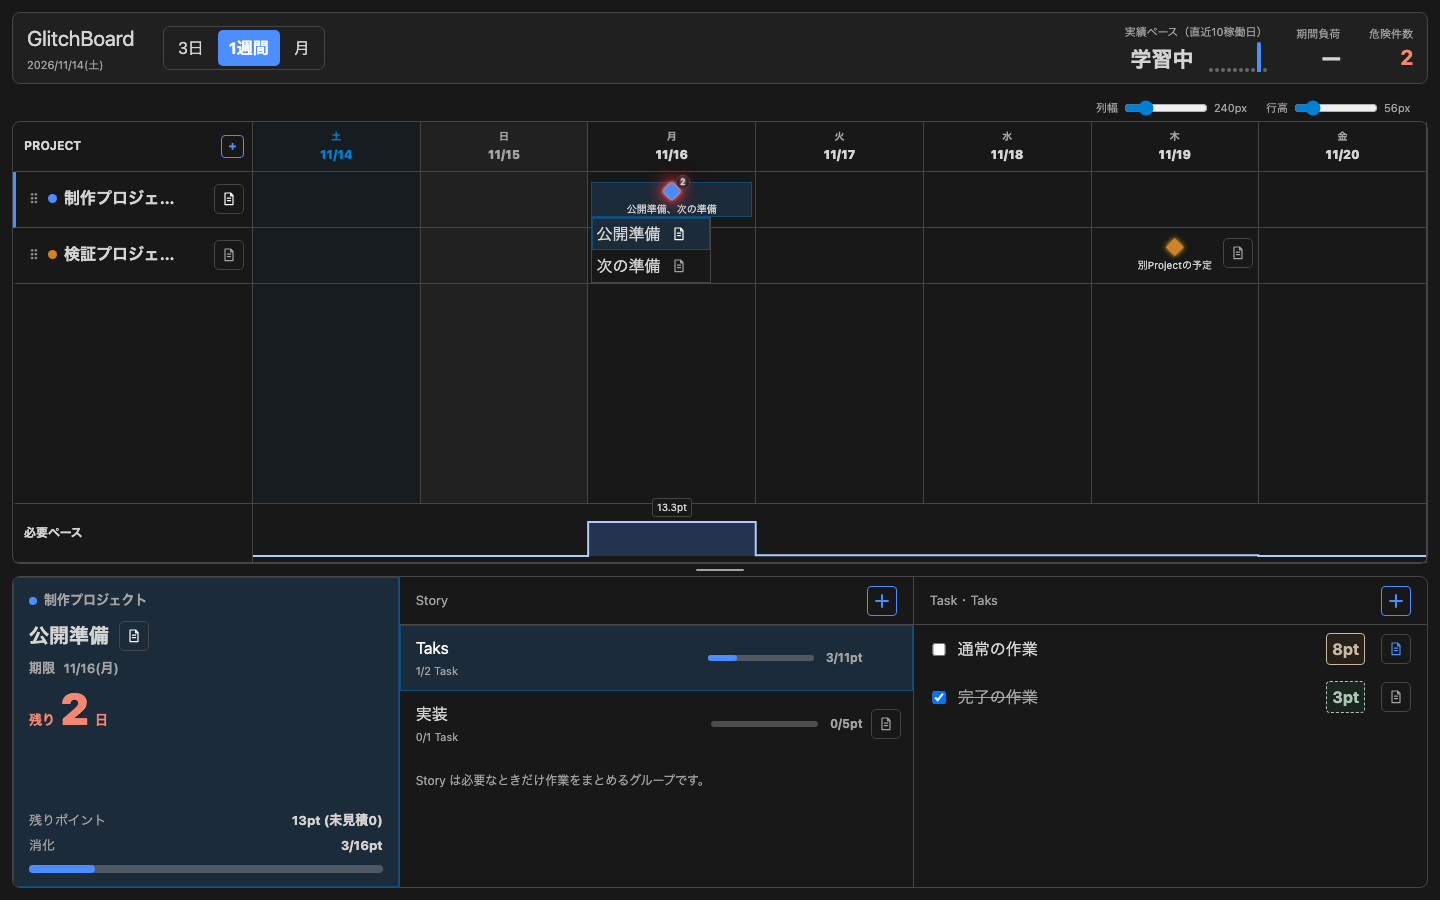 GlitchBoard
2026/11/14(土)
3日 1週間 月
実績ペース（直近10稼働日）
学習中
期間負荷
—
危険件数
2
列幅 240px 行高 56px
PROJECT +
土 11/14
日 11/15
月 11/16
火 11/17
水 11/18
木 11/19
金 11/20
制作プロジェ...
2
公開準備、次の準備
公開準備
次の準備
検証プロジェ...
別Projectの予定
必要ペース
13.3pt
制作プロジェクト
公開準備
期限 11/16(月)
残り 2 日
残りポイント 13pt (未見積0)
消化 3/16pt
Story +
Taks
1/2 Task
3/11pt
実装
0/1 Task
0/5pt
Story は必要なときだけ作業をまとめるグループです。
Task・Taks +
通常の作業 8pt
完了の作業 3pt